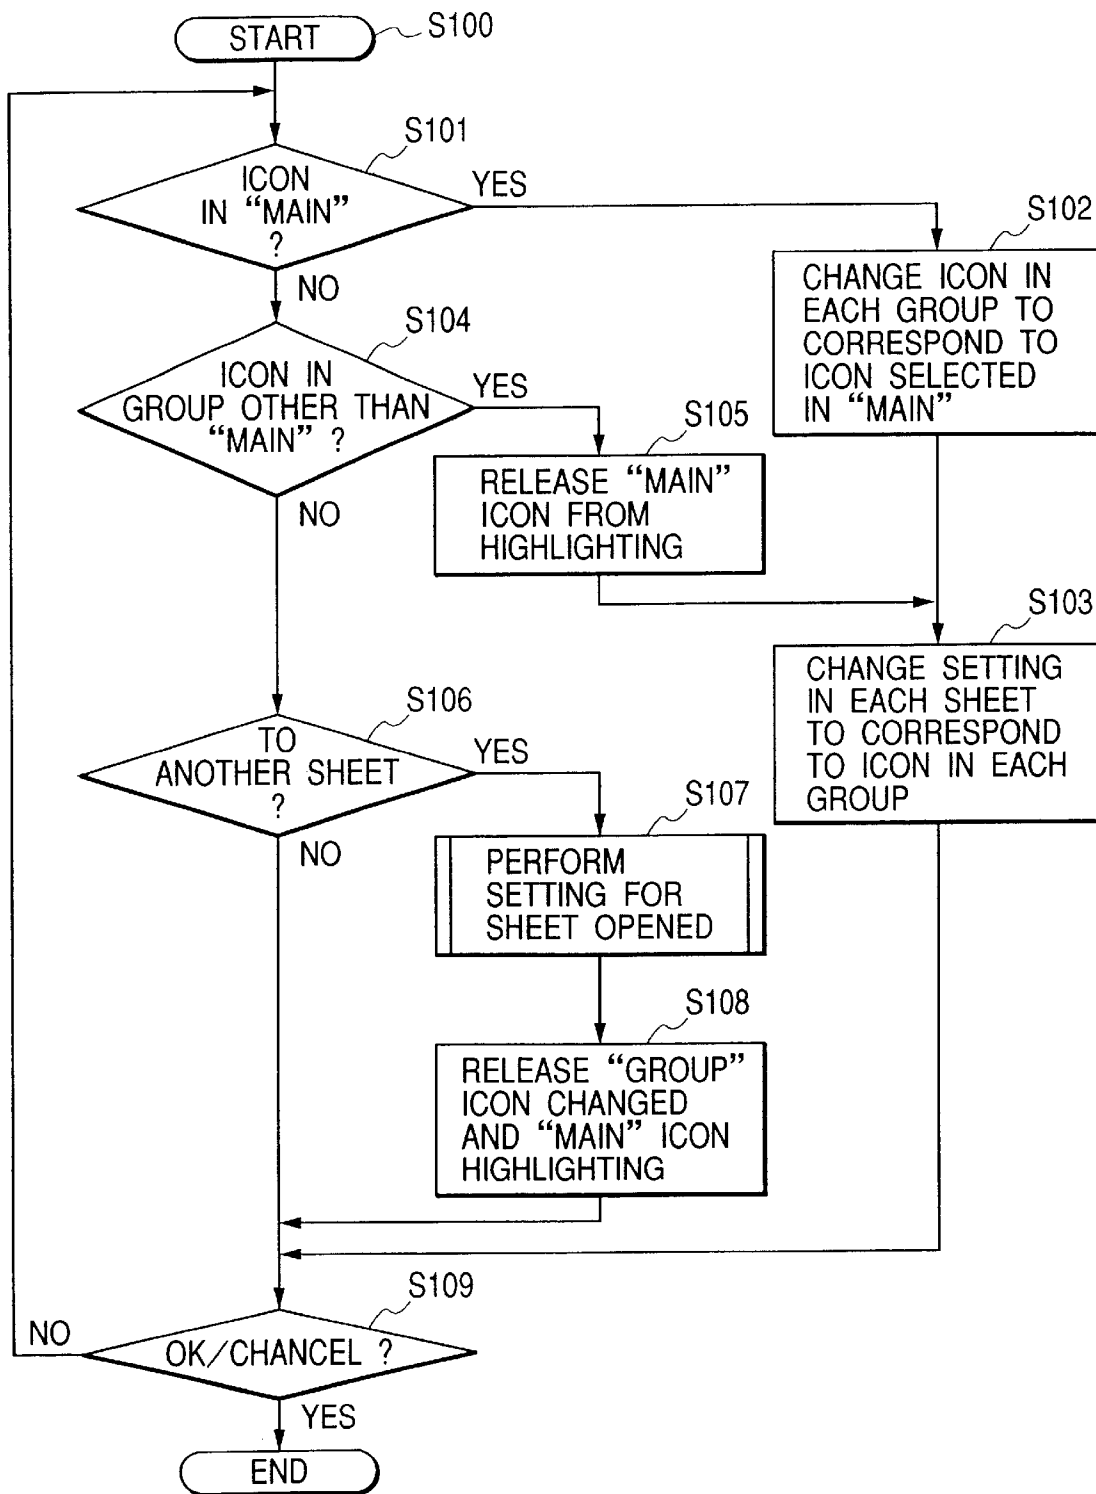 START
S100
S101
ICON
IN “MAIN”
?
YES
NO
S102
CHANGE ICON IN
EACH GROUP TO
CORRESPOND TO
ICON SELECTED
IN “MAIN”
S104
ICON IN
GROUP OTHER THAN
“MAIN” ?
YES
NO
S105
RELEASE “MAIN”
ICON FROM
HIGHLIGHTING
S103
CHANGE SETTING
IN EACH SHEET
TO CORRESPOND
TO ICON IN EACH
GROUP
S106
TO
ANOTHER SHEET
?
YES
NO
S107
PERFORM
SETTING FOR
SHEET OPENED
S108
RELEASE “GROUP”
ICON CHANGED
AND “MAIN” ICON
HIGHLIGHTING
S109
OK/CHANCEL ?
NO
YES
END